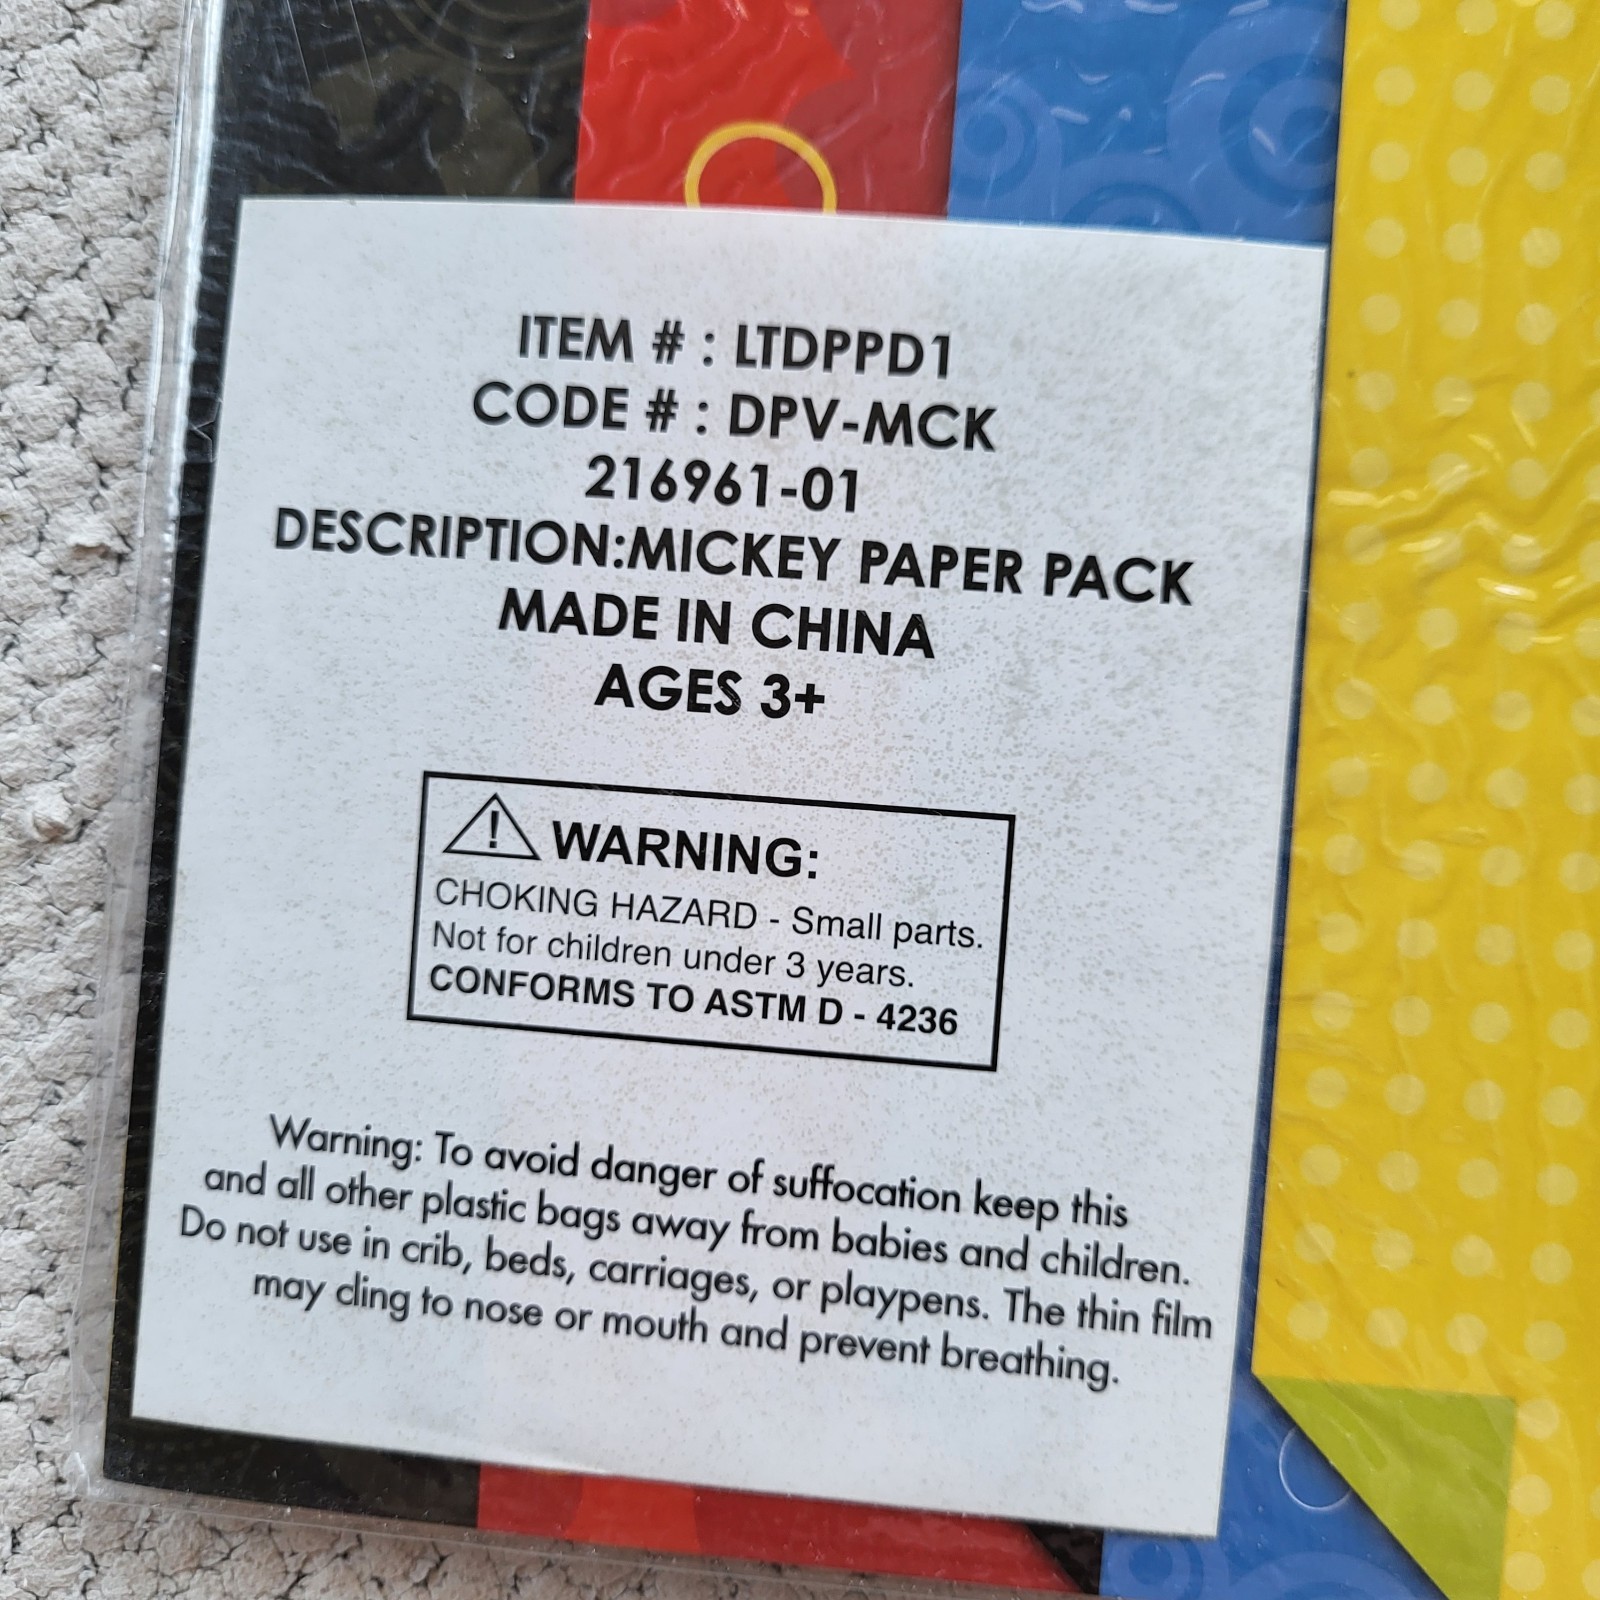 ITEM # : LTDPPD1
CODE # : DPV-MCK
216961-01
DESCRIPTION:MICKEY PAPER PACK
MADE IN CHINA
AGES 3+
! WARNING:
CHOKING HAZARD - Small parts.
Not for children under 3 years.
CONFORMS TO ASTM D - 4236
Warning: To avoid danger of suffocation keep this
and all other plastic bags away from babies and children.
Do not use in crib, beds, carriages, or playpens. The thin film
may cling to nose or mouth and prevent breathing.